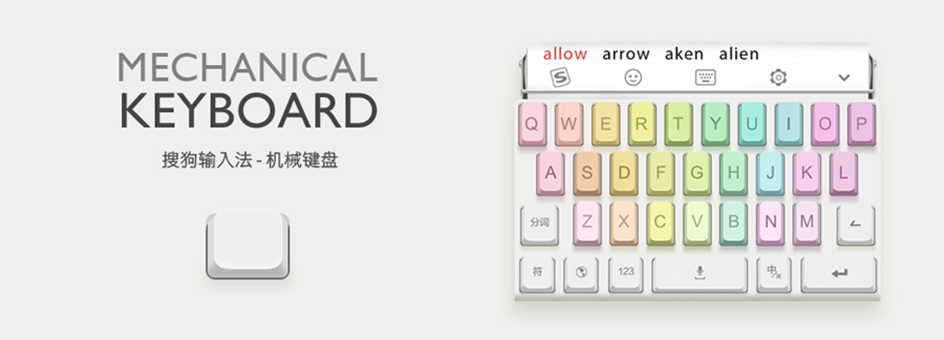 MECHANICAL
KEYBOARD
搜狗输入法 - 机械键盘
allow arrow aken alien
S
Q W E R T Y U I O P
A S D F G H J K L
分词 Z X C V B N M
符 123 中/英